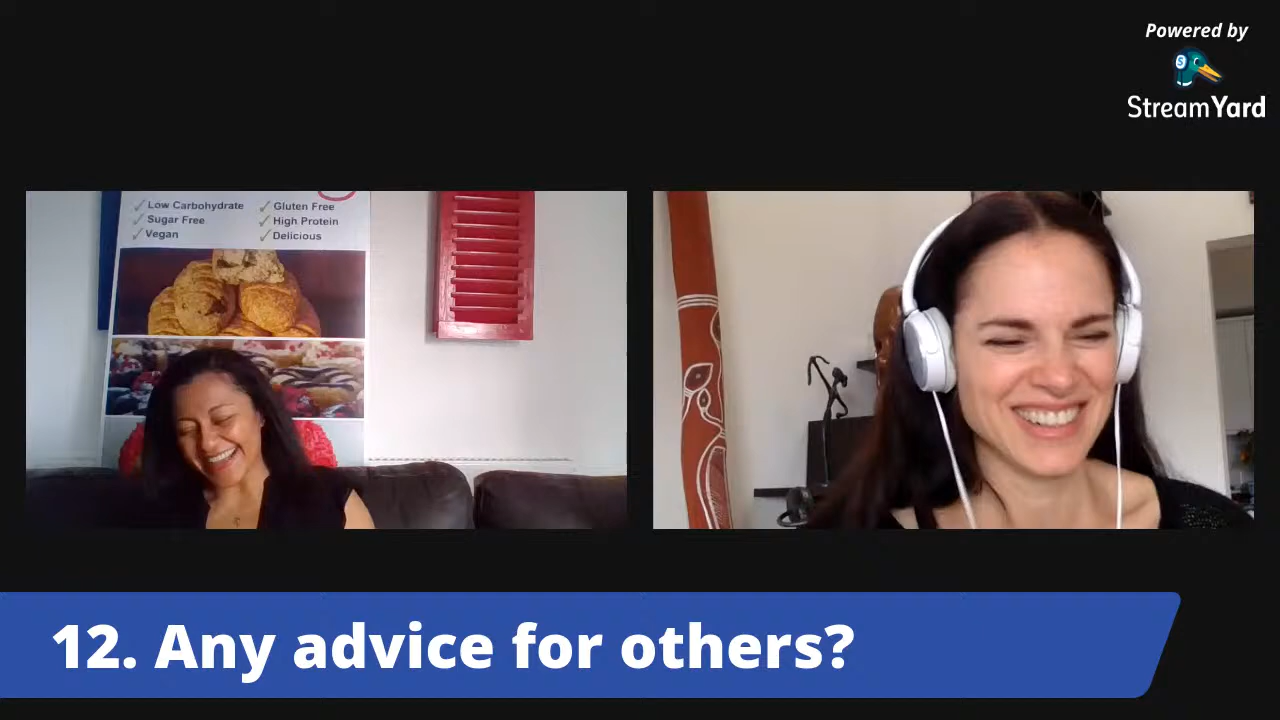 Powered by
S
StreamYard
Low Carbohydrate
Sugar Free
Vegan
Gluten Free
High Protein
Delicious
12. Any advice for others?